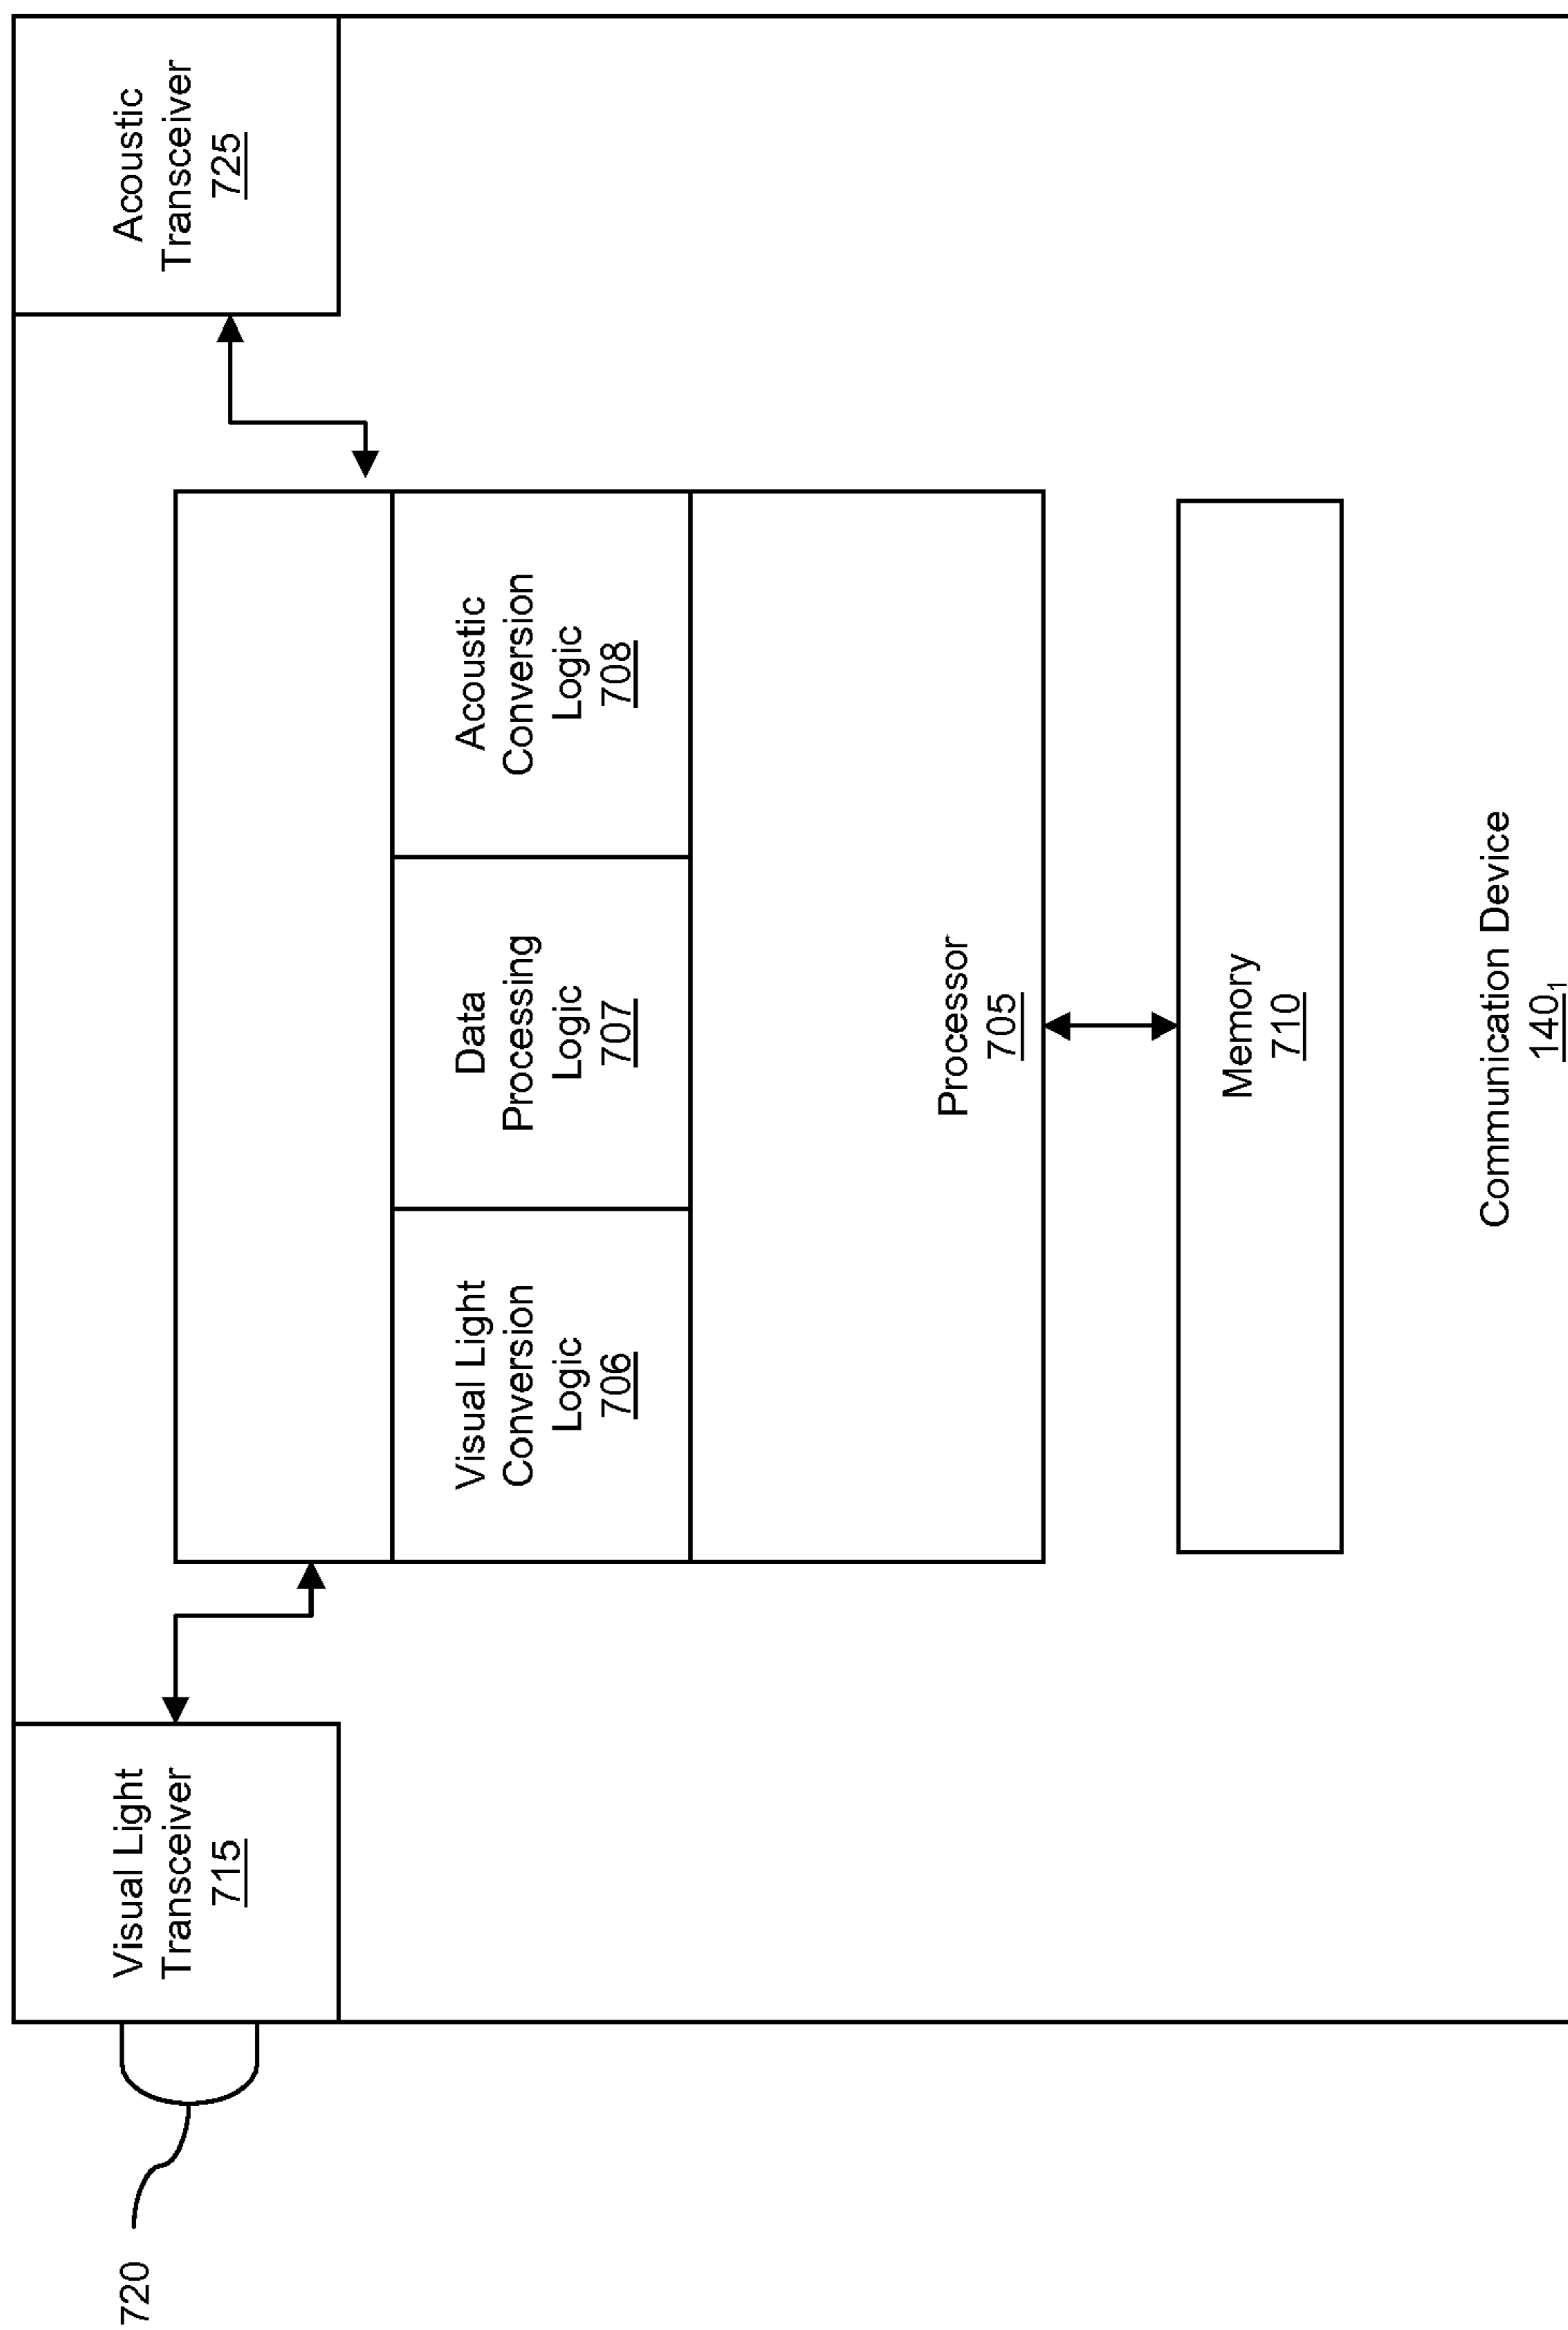 720
Visual Light
Transceiver
715
Acoustic
Transceiver
725
Visual Light
Conversion
Logic
706
Data
Processing
Logic
707
Acoustic
Conversion
Logic
708
Processor
705
Memory
710
Communication Device
140₁